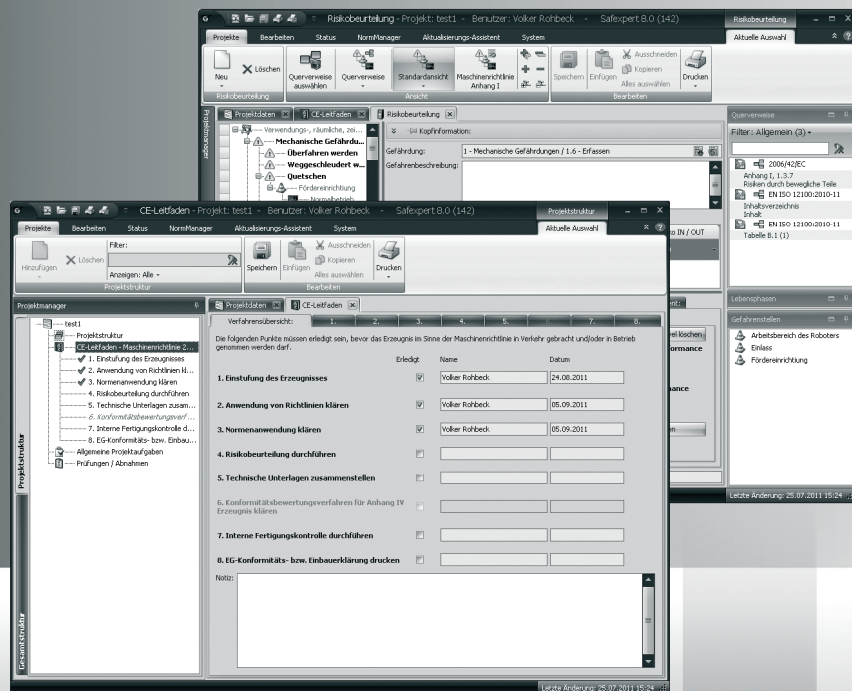 Risikobeurteilung - Projekt: test1 - Benutzer: Volker Rohbeck - Safexpert 8.0 (142)
Risikobeurteilung
Projekte Bearbeiten Status NormManager Aktualisierungs-Assistent System
Aktuelle Auswahl
Neu
Löschen
Querverweise auswählen
Querverweise
Standardansicht
Maschinenrichtlinie Anhang I
Speichern
Einfügen
Ausschneiden
Kopieren
Alles auswählen
Drucken
Risikobeurteilung
Ansicht
Bearbeiten
Projektmanager
Projektdaten CE-Leitfaden Risikobeurteilung
Verwendungs-, räumliche, zei...
Mechanische Gefährdu...
Überfahren werden
Weggeschleudert w...
Quetschen
Fördereinrichtung
Normalbetrieb
Kopfinformation:
Gefährdung: 1 - Mechanische Gefährdungen / 1.6 - Erfassen
Gefahrenbeschreibung:
Querverweise
Filter: Allgemein (3)
2006/42/EC
Anhang I, 1.3.7
Risiken durch bewegliche Teile
EN ISO 12100:2010-11
Inhaltsverzeichnis
Inhalt
EN ISO 12100:2010-11
Tabelle B.1 (1)
Lebensphasen
Gefahrenstellen
Arbeitsbereich des Roboters
Einlass
Fördereinrichtung
Letzte Änderung: 25.07.2011 15:24
o IN / OUT
nt:
el löschen
ormance
ance
en
CE-Leitfaden - Projekt: test1 - Benutzer: Volker Rohbeck - Safexpert 8.0 (142)
Projektstruktur
Projekte Bearbeiten Status NormManager Aktualisierungs-Assistent System
Aktuelle Auswahl
Hinzufügen
Löschen
Filter:
Anzeigen: Alle
Speichern
Einfügen
Ausschneiden
Kopieren
Alles auswählen
Drucken
Projektstruktur
Bearbeiten
Projektmanager
Projektstruktur
Gesamtstruktur
test1
Projektstruktur
CE-Leitfaden - Maschinenrichtlinie 2...
1. Einstufung des Erzeugnisses
2. Anwendung von Richtlinien kl...
3. Normenanwendung klären
4. Risikobeurteilung durchführen
5. Technische Unterlagen zusam...
6. Konformitätsbewertungsverf...
7. Interne Fertigungskontrolle d...
8. EG-Konformitäts- bzw. Einbau...
Allgemeine Projektaufgaben
Prüfungen / Abnahmen
Projektdaten CE-Leitfaden
Verfahrensübersicht: 1. 2. 3. 4. 5. 7. 8.
Die folgenden Punkte müssen erledigt sein, bevor das Erzeugnis im Sinne der Maschinenrichtlinie in Verkehr gebracht und/oder in Betrieb
genommen werden darf.
Erledigt Name Datum
1. Einstufung des Erzeugnisses Volker Rohbeck 24.08.2011
2. Anwendung von Richtlinien klären Volker Rohbeck 05.09.2011
3. Normenanwendung klären Volker Rohbeck 05.09.2011
4. Risikobeurteilung durchführen
5. Technische Unterlagen zusammenstellen
6. Konformitätsbewertungsverfahren für Anhang IV
Erzeugnis klären
7. Interne Fertigungskontrolle durchführen
8. EG-Konformitäts- bzw. Einbauerklärung drucken
Notiz:
Letzte Änderung: 25.07.2011 15:24